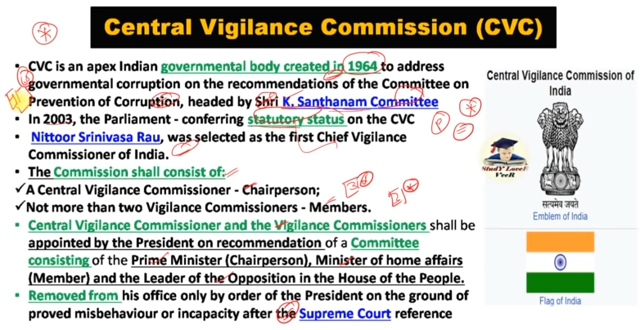 Central Vigilance Commission (CVC)
• CVC is an apex Indian governmental body created in 1964 to address
governmental corruption on the recommendations of the Committee on
Prevention of Corruption, headed by Shri K. Santhanam Committee
• In 2003, the Parliament - conferring statutory status on the CVC
• Nittoor Srinivasa Rau, was selected as the first Chief Vigilance
Commissioner of India.
• The Commission shall consist of:
✓ A Central Vigilance Commissioner - Chairperson;
✓ Not more than two Vigilance Commissioners - Members.
• Central Vigilance Commissioner and the Vigilance Commissioners shall be
appointed by the President on recommendation of a Committee
consisting of the Prime Minister (Chairperson), Minister of home affairs
(Member) and the Leader of the Opposition in the House of the People.
• Removed from his office only by order of the President on the ground of
proved misbehaviour or incapacity after the Supreme Court reference
Central Vigilance Commission of
India
StudY LoveR
VeeR
सत्यमेव जयते
Emblem of India
Flag of India